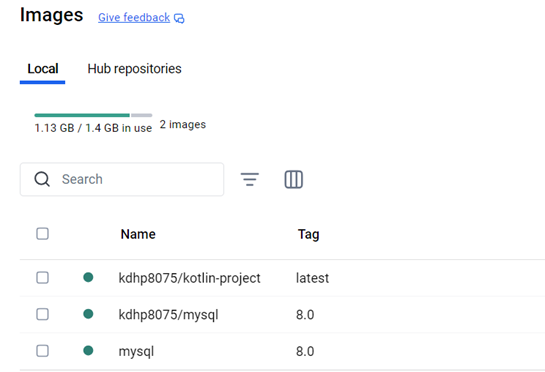 Images Give feedback
Local Hub repositories
1.13 GB / 1.4 GB in use 2 images
Search
Name Tag
kdhp8075/kotlin-project latest
kdhp8075/mysql 8.0
mysql 8.0